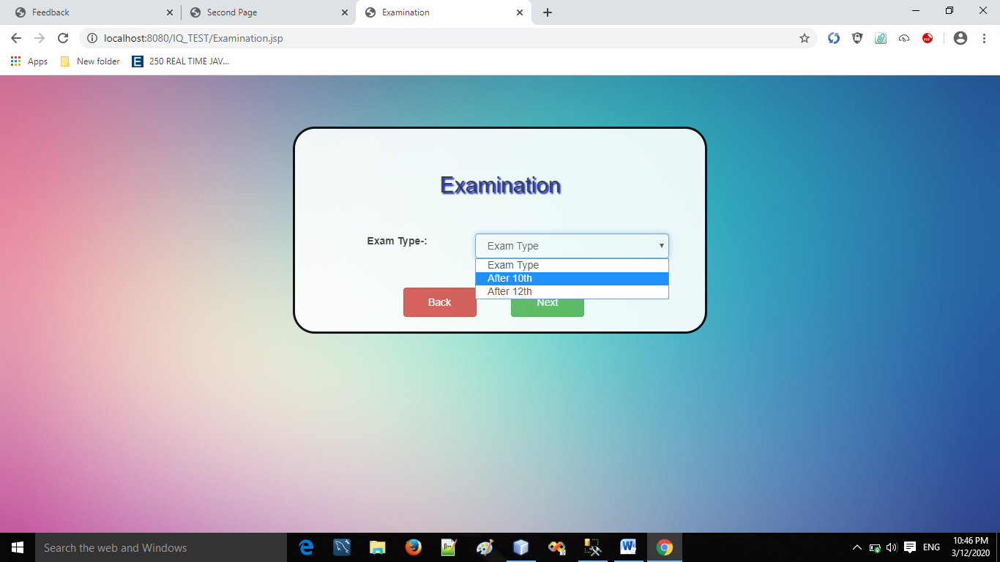 Feedback
Second Page
Examination
localhost:8080/IQ_TEST/Examination.jsp
PDF
Apps
New folder
E
250 REAL TIME JAV...
Examination
Exam Type-:
Exam Type
Exam Type
After 10th
After 12th
Back
Next
Search the web and Windows
ENG
10:46 PM
3/12/2020